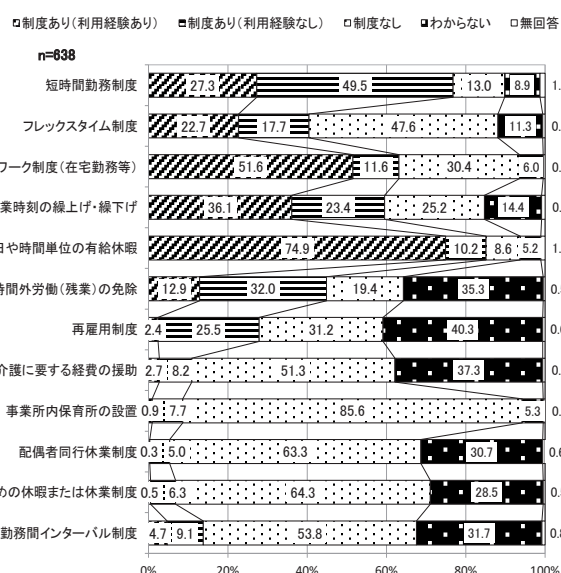 制度あり(利用経験あり) 制度あり(利用経験なし) 制度なし わからない 無回答
n=638
短時間勤務制度 27.3 49.5 13.0 8.9 1.
フレックスタイム制度 22.7 17.7 47.6 11.3 0.
ワーク制度(在宅勤務等) 51.6 11.6 30.4 6.0 0.
業時刻の繰上げ・繰下げ 36.1 23.4 25.2 14.4 0.
日や時間単位の有給休暇 74.9 10.2 8.6 5.2 1.
時間外労働(残業)の免除 12.9 32.0 19.4 35.3 0.
再雇用制度 2.4 25.5 31.2 40.3 0.6
介護に要する経費の援助 2.7 8.2 51.3 37.3 0.
事業所内保育所の設置 0.9 7.7 85.6 5.3 0.
配偶者同行休業制度 0.3 5.0 63.3 30.7 0.6
めの休暇または休業制度 0.5 6.3 64.3 28.5 0.
勤務間インターバル制度 4.7 9.1 53.8 31.7 0.8
0% 20% 40% 60% 80% 100%